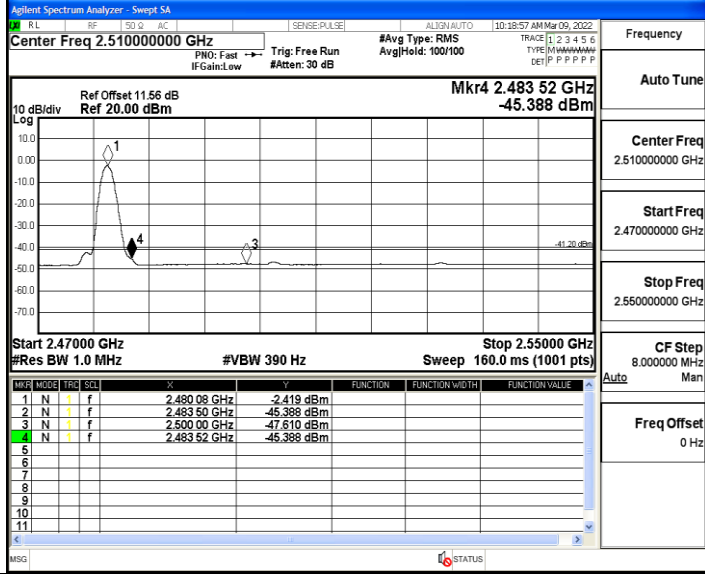 Agilent Spectrum Analyzer - Swept SA
LXI RL RF 50 Ω AC SENSE:PULSE ALIGN AUTO 10:18:57 AM Mar 09, 2022
Center Freq 2.510000000 GHz
PNO: Fast
IFGain:Low
Trig: Free Run
#Atten: 30 dB
#Avg Type: RMS
Avg|Hold: 100/100
TRACE 1 2 3 4 5 6
TYPE M W W W W W
DET P P P P P P
Ref Offset 11.56 dB
Ref 20.00 dBm
10 dB/div
Log
Mkr4 2.483 52 GHz
-45.388 dBm
10.0
0.00
-10.0
-20.0
-30.0
-40.0
-50.0
-60.0
-70.0
1
4
3
-41.20 dBm
Start 2.47000 GHz
Stop 2.55000 GHz
#Res BW 1.0 MHz
#VBW 390 Hz
Sweep 160.0 ms (1001 pts)
MKR MODE TRC SCL X Y FUNCTION FUNCTION WIDTH FUNCTION VALUE
1 N 1 f 2.480 08 GHz -2.419 dBm
2 N 1 f 2.483 50 GHz -45.388 dBm
3 N 1 f 2.500 00 GHz -47.610 dBm
4 N 1 f 2.483 52 GHz -45.388 dBm
5
6
7
8
9
10
11
MSG
STATUS
Frequency
Auto Tune
Center Freq
2.510000000 GHz
Start Freq
2.470000000 GHz
Stop Freq
2.550000000 GHz
CF Step
8.000000 MHz
Auto Man
Freq Offset
0 Hz